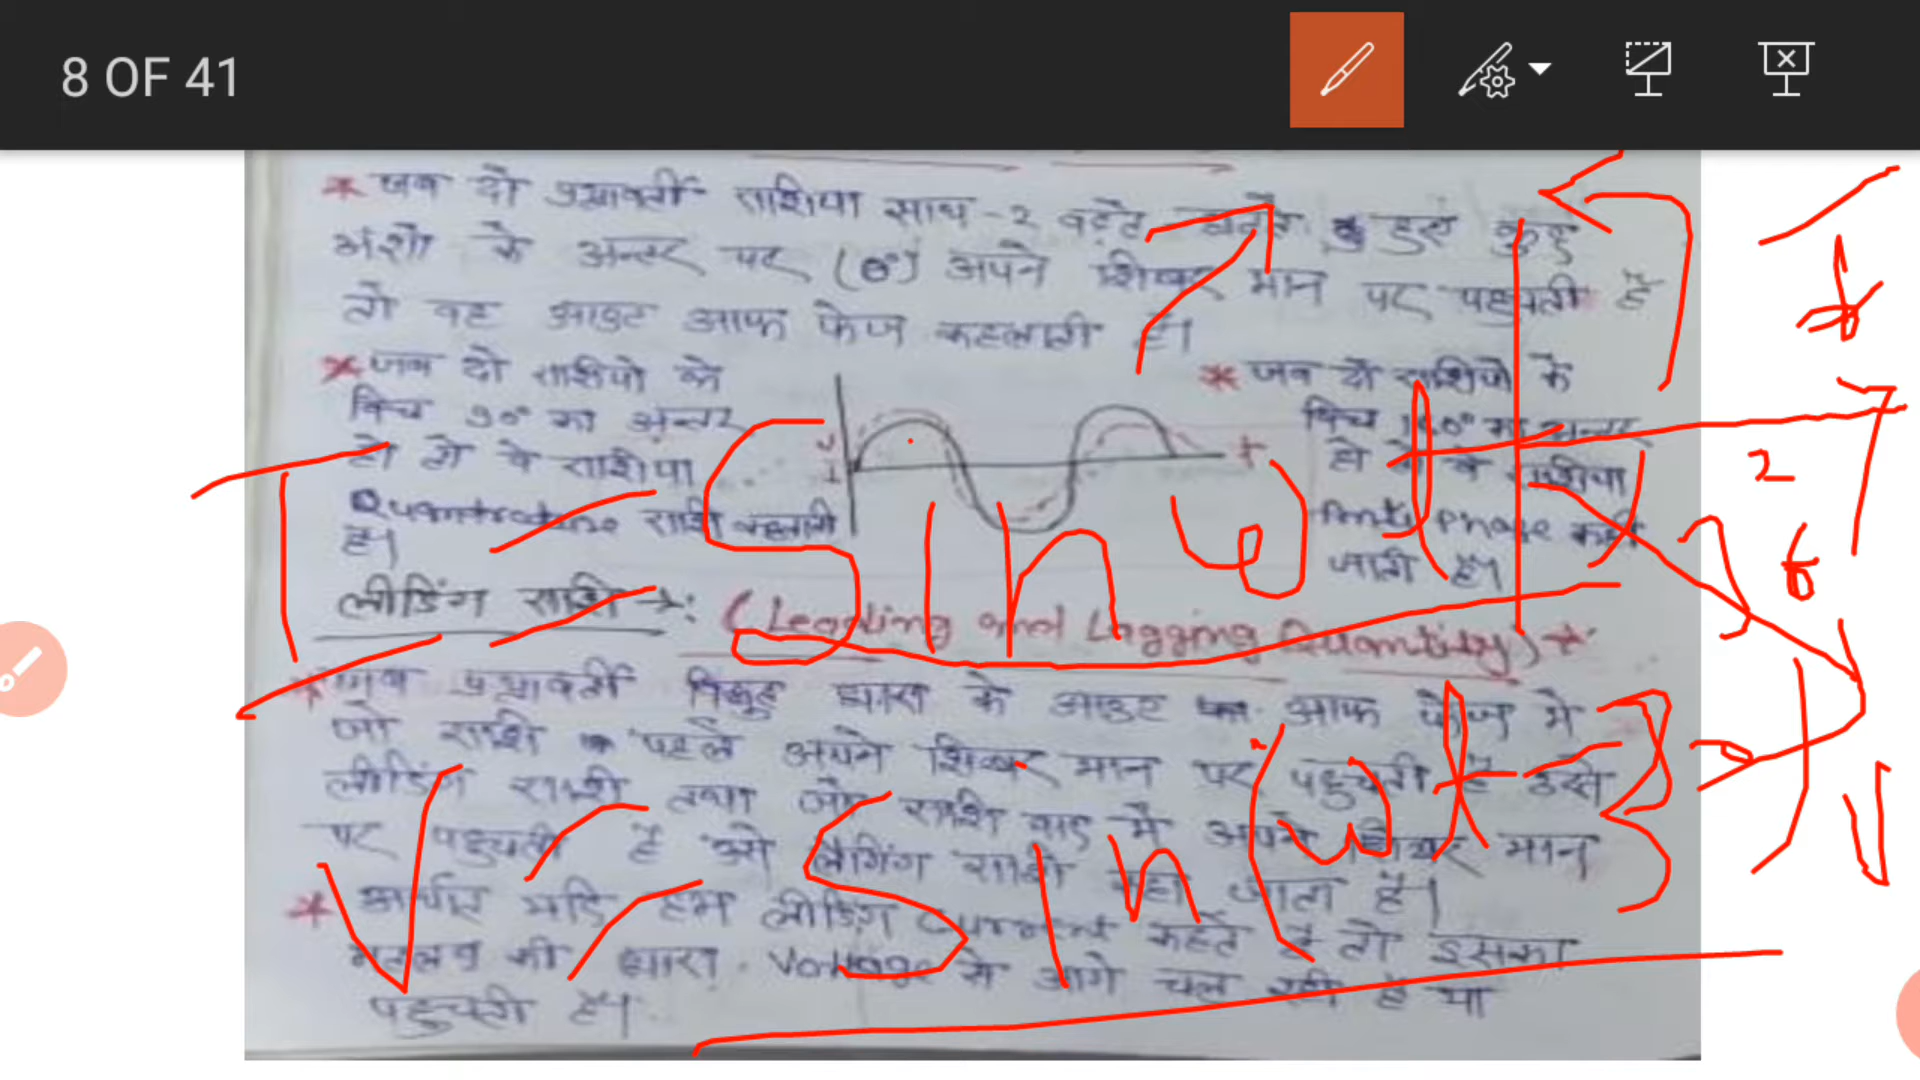 8 OF 41
* जब दो प्रत्यावर्ती राशिया साथ-2 बढ़ते हुए कुछ
अंशो के अन्तर पर (θ°) अपने शिखर मान पर पहुचती है
तो वह आउट आफ फेज कहलाती है।
* जब दो राशियो के
बिच 90° का अन्तर
हो तो वे राशिया
Quantrature राशी कहलाती
है।
* जब दो राशियो के
बिच 180° का अन्तर
हो तो वे राशिया
Anti phase कही
जाती है।
लीडिंग राशि →: (Leading and Lagging Quantity) *
* जब प्रत्यावर्ती विद्युत धारा के आउट आफ फेज मे
जो राशि पहले अपने शिखर मान पर पहुचती है उसे
लीडिंग राशी तथा जो राशी बाद मे अपने शिखर मान
पर पहुचती है ओ लैगिंग राशी कहा जाता है।
* अर्थात यदि हम लीडिंग Current कहते है तो इसका
मतलब की धारा Voltage से आगे चल रही है या
पहुचती है।
I = Sin ωt
V = Sin (ωt -